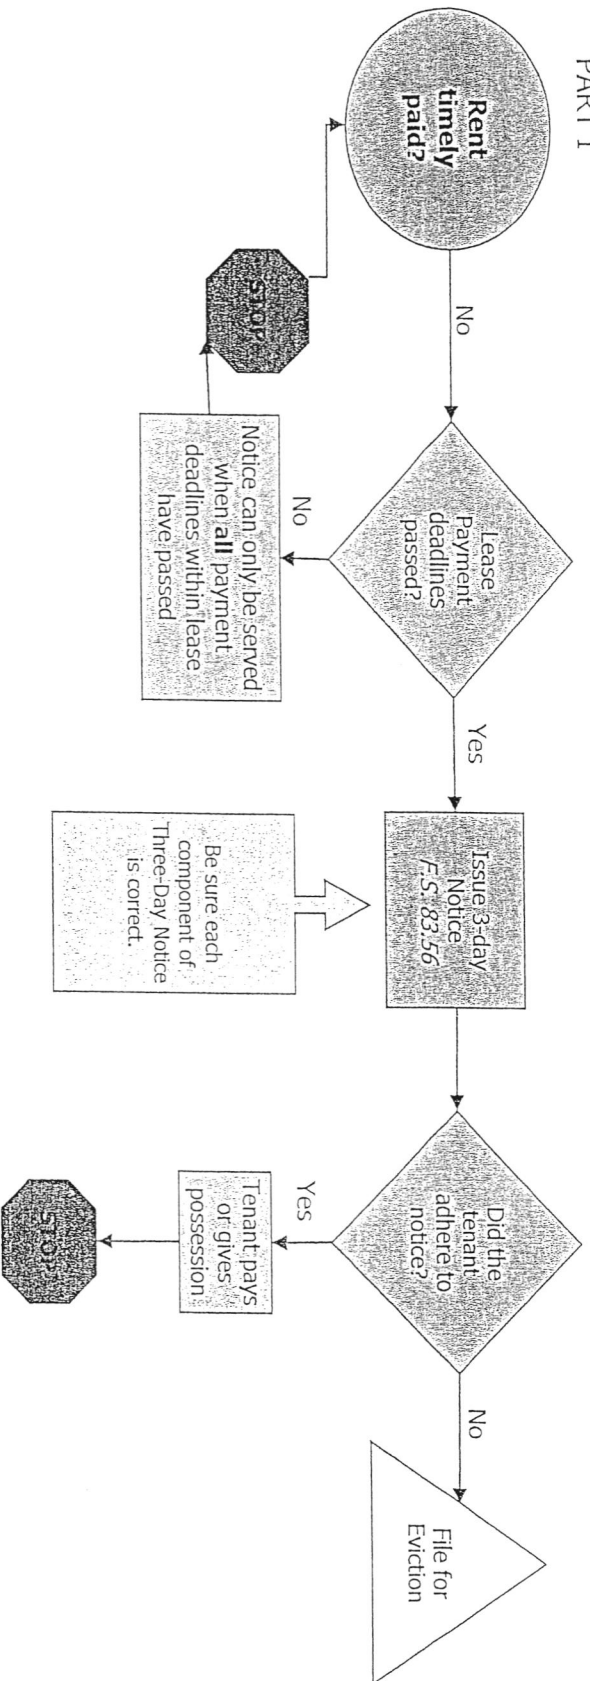 PART 1
Rent
timely
paid?
No
Lease
Payment
deadlines
passed?
No
Notice can only be served
when all payment
deadlines within lease
have passed
STOP
Yes
Issue 3-day
Notice
F.S. 83.56
Be sure each
component of
Three-Day Notice
is correct.
Did the
tenant
adhere to
notice?
Yes
Tenant pays
or gives
possession
STOP
No
File for
Eviction